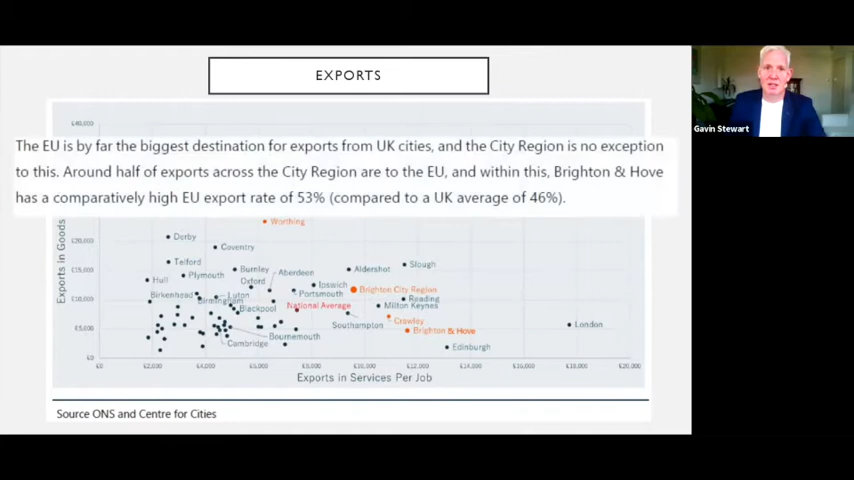 EXPORTS
Gavin Stewart
£40,000
The EU is by far the biggest destination for exports from UK cities, and the City Region is no exception
to this. Around half of exports across the City Region are to the EU, and within this, Brighton & Hove
has a comparatively high EU export rate of 53% (compared to a UK average of 46%).
Exports in Goods
Worthing
Derby
£20,000
Coventry
Telford
Burnley
Aldershot
Slough
£15,000
Hull
Plymouth
Oxford
Aberdeen
Ipswich
Brighton City Region
Birkenhead
Luton
Portsmouth
Reading
£10,000
Birmingham
Blackpool
National Average
Milton Keynes
Southampton
Crawley
£5,000
Bournemouth
Brighton & Hove
London
Cambridge
Edinburgh
£0
£0 £2,000 £4,000 £6,000 £8,000 £10,000 £12,000 £14,000 £16,000 £18,000 £20,000
Exports in Services Per Job
Source ONS and Centre for Cities